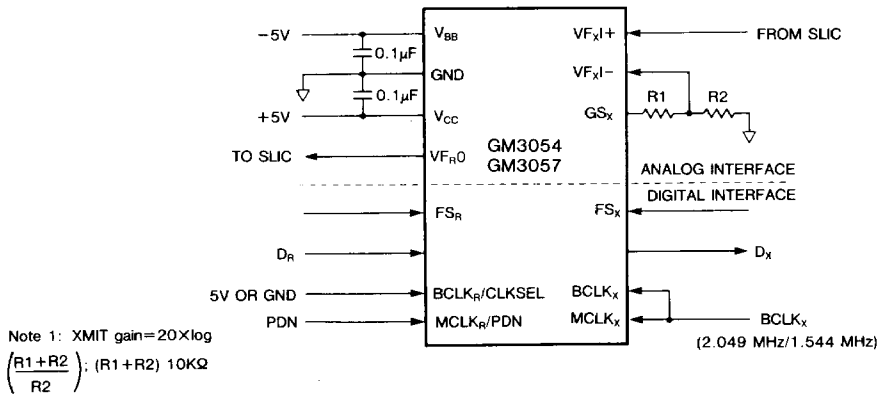 -5V
VBB
VFXI+
FROM SLIC
0.1µF
GND
VFXI-
0.1µF
R1
R2
GSX
+5V
VCC
GM3054
TO SLIC
VFRO
GM3057
ANALOG INTERFACE
DIGITAL INTERFACE
FSR
FSX
DR
DX
5V OR GND
BCLKR/CLKSEL
BCLKX
PDN
MCLKR/PDN
MCLKX
BCLKX
(2.049 MHz/1.544 MHz)
Note 1: XMIT gain=20×log
(R1+R2
R2); (R1+R2) 10KΩ